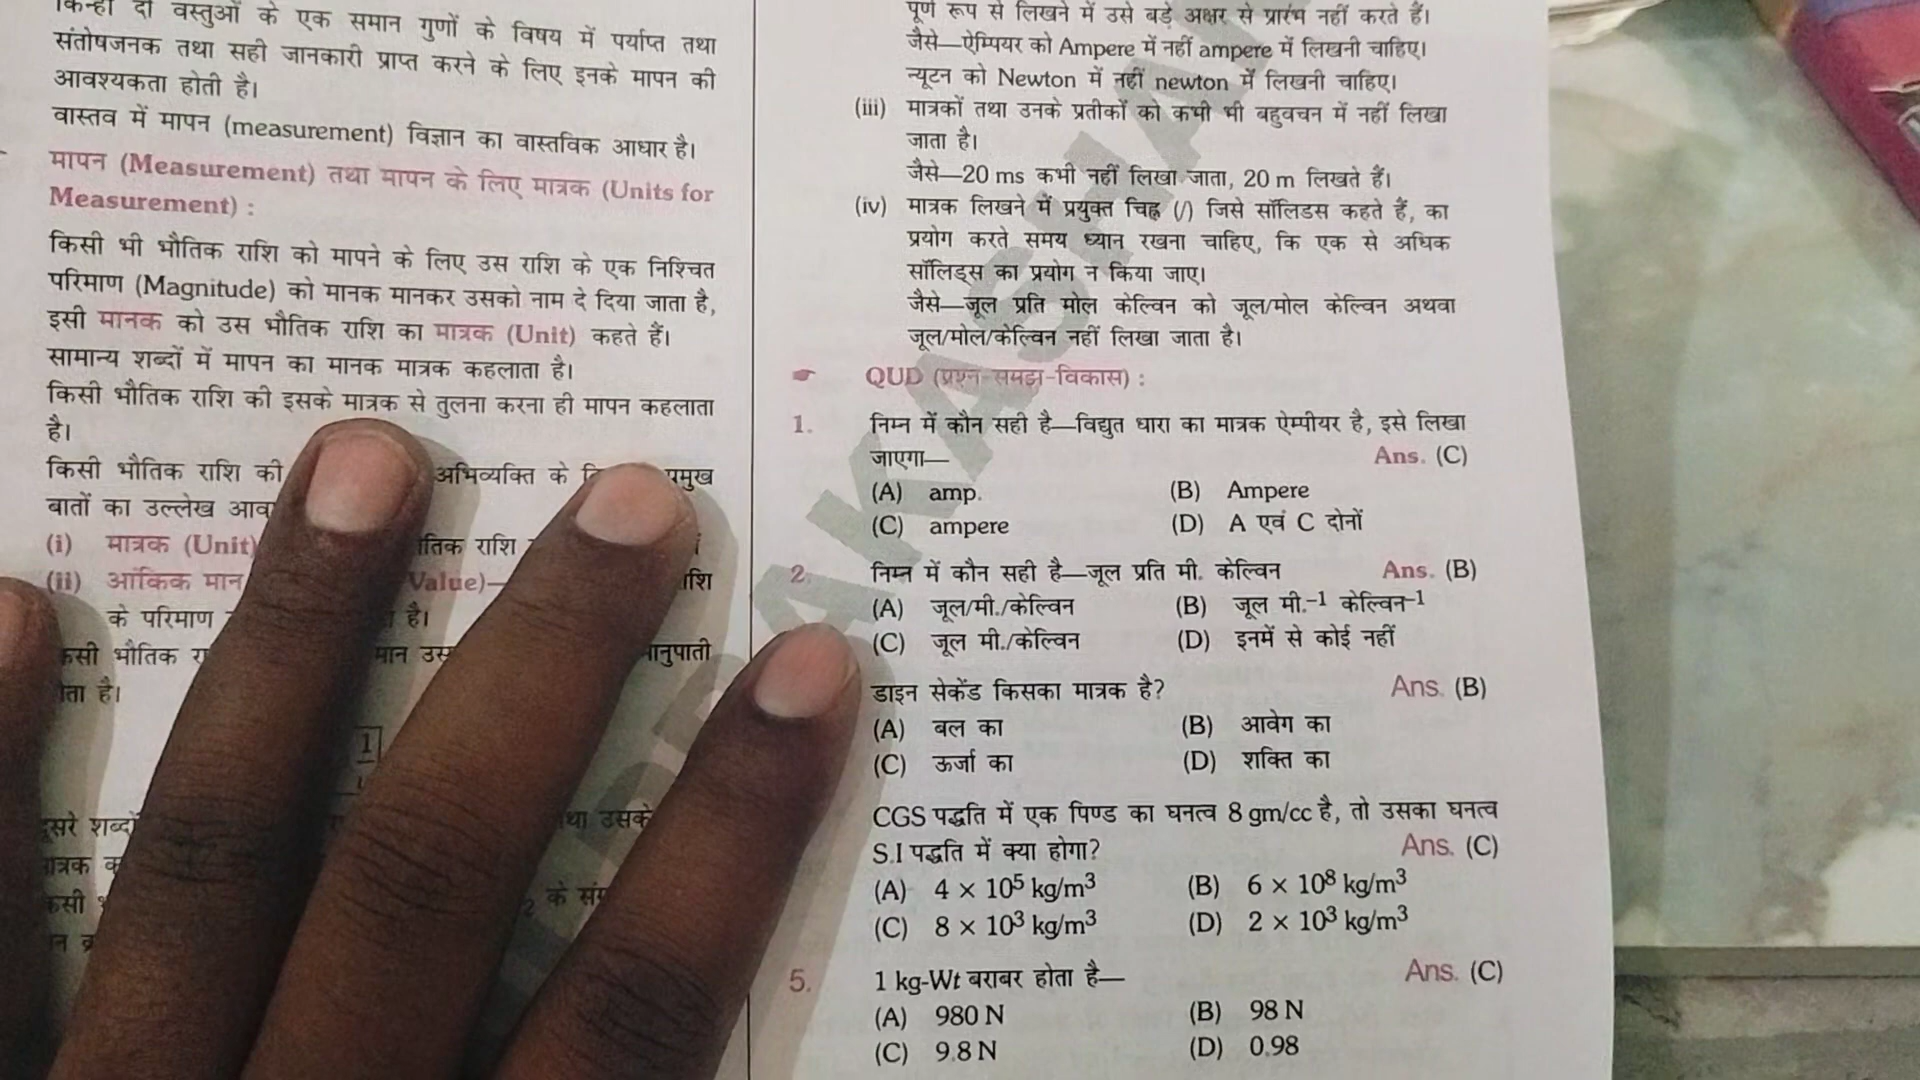 किन्हीं दो वस्तुओं के एक समान गुणों के विषय में पर्याप्त तथा
संतोषजनक तथा सही जानकारी प्राप्त करने के लिए इनके मापन की
आवश्यकता होती है।
वास्तव में मापन (measurement) विज्ञान का वास्तविक आधार है।
मापन (Measurement) तथा मापन के लिए मात्रक (Units for
Measurement) :
किसी भी भौतिक राशि को मापने के लिए उस राशि के एक निश्चित
परिमाण (Magnitude) को मानक मानकर उसको नाम दे दिया जाता है,
इसी मानक को उस भौतिक राशि का मात्रक (Unit) कहते हैं।
सामान्य शब्दों में मापन का मानक मात्रक कहलाता है।
किसी भौतिक राशि की इसके मात्रक से तुलना करना ही मापन कहलाता
है।
किसी भौतिक राशि की अभिव्यक्ति के प्रमुख
बातों का उल्लेख
(i) मात्रक (Unit) राशि
(ii) आंकिक मान Value)—
के परिमाण है।
भौतिक मान उस
है।
1
शब्दों तथा उसके
के
पूर्ण रूप से लिखने में उसे बड़े अक्षर से प्रारंभ नहीं करते हैं।
जैसे—ऐम्पियर को Ampere में नहीं ampere में लिखनी चाहिए।
न्यूटन को Newton में नहीं newton में लिखनी चाहिए।
(iii) मात्रकों तथा उनके प्रतीकों को कभी भी बहुवचन में नहीं लिखा
जाता है।
जैसे—20 ms कभी नहीं लिखा जाता, 20 m लिखते हैं।
(iv) मात्रक लिखने में प्रयुक्त चिह्न (/) जिसे सॉलिडस कहते हैं, का
प्रयोग करते समय ध्यान रखना चाहिए, कि एक से अधिक
सॉलिड्स का प्रयोग न किया जाए।
जैसे—जूल प्रति मोल केल्विन को जूल/मोल केल्विन अथवा
जूल/मोल/केल्विन नहीं लिखा जाता है।
QUD (प्रश्न-समझ-विकास) :
1. निम्न में कौन सही है—विद्युत धारा का मात्रक ऐम्पीयर है, इसे लिखा
जाएगा— Ans. (C)
(A) amp. (B) Ampere
(C) ampere (D) A एवं C दोनों
2. निम्न में कौन सही है—जूल प्रति मी. केल्विन Ans. (B)
(A) जूल/मी./केल्विन (B) जूल मी.⁻¹ केल्विन⁻¹
(C) जूल मी./केल्विन (D) इनमें से कोई नहीं
डाइन सेकेंड किसका मात्रक है? Ans. (B)
(A) बल का (B) आवेग का
(C) ऊर्जा का (D) शक्ति का
CGS पद्धति में एक पिण्ड का घनत्व 8 gm/cc है, तो उसका घनत्व
S.I पद्धति में क्या होगा? Ans. (C)
(A) 4 × 10⁵ kg/m³ (B) 6 × 10⁸ kg/m³
(C) 8 × 10³ kg/m³ (D) 2 × 10³ kg/m³
5. 1 kg-Wt बराबर होता है— Ans. (C)
(A) 980 N (B) 98 N
(C) 9.8 N (D) 0.98